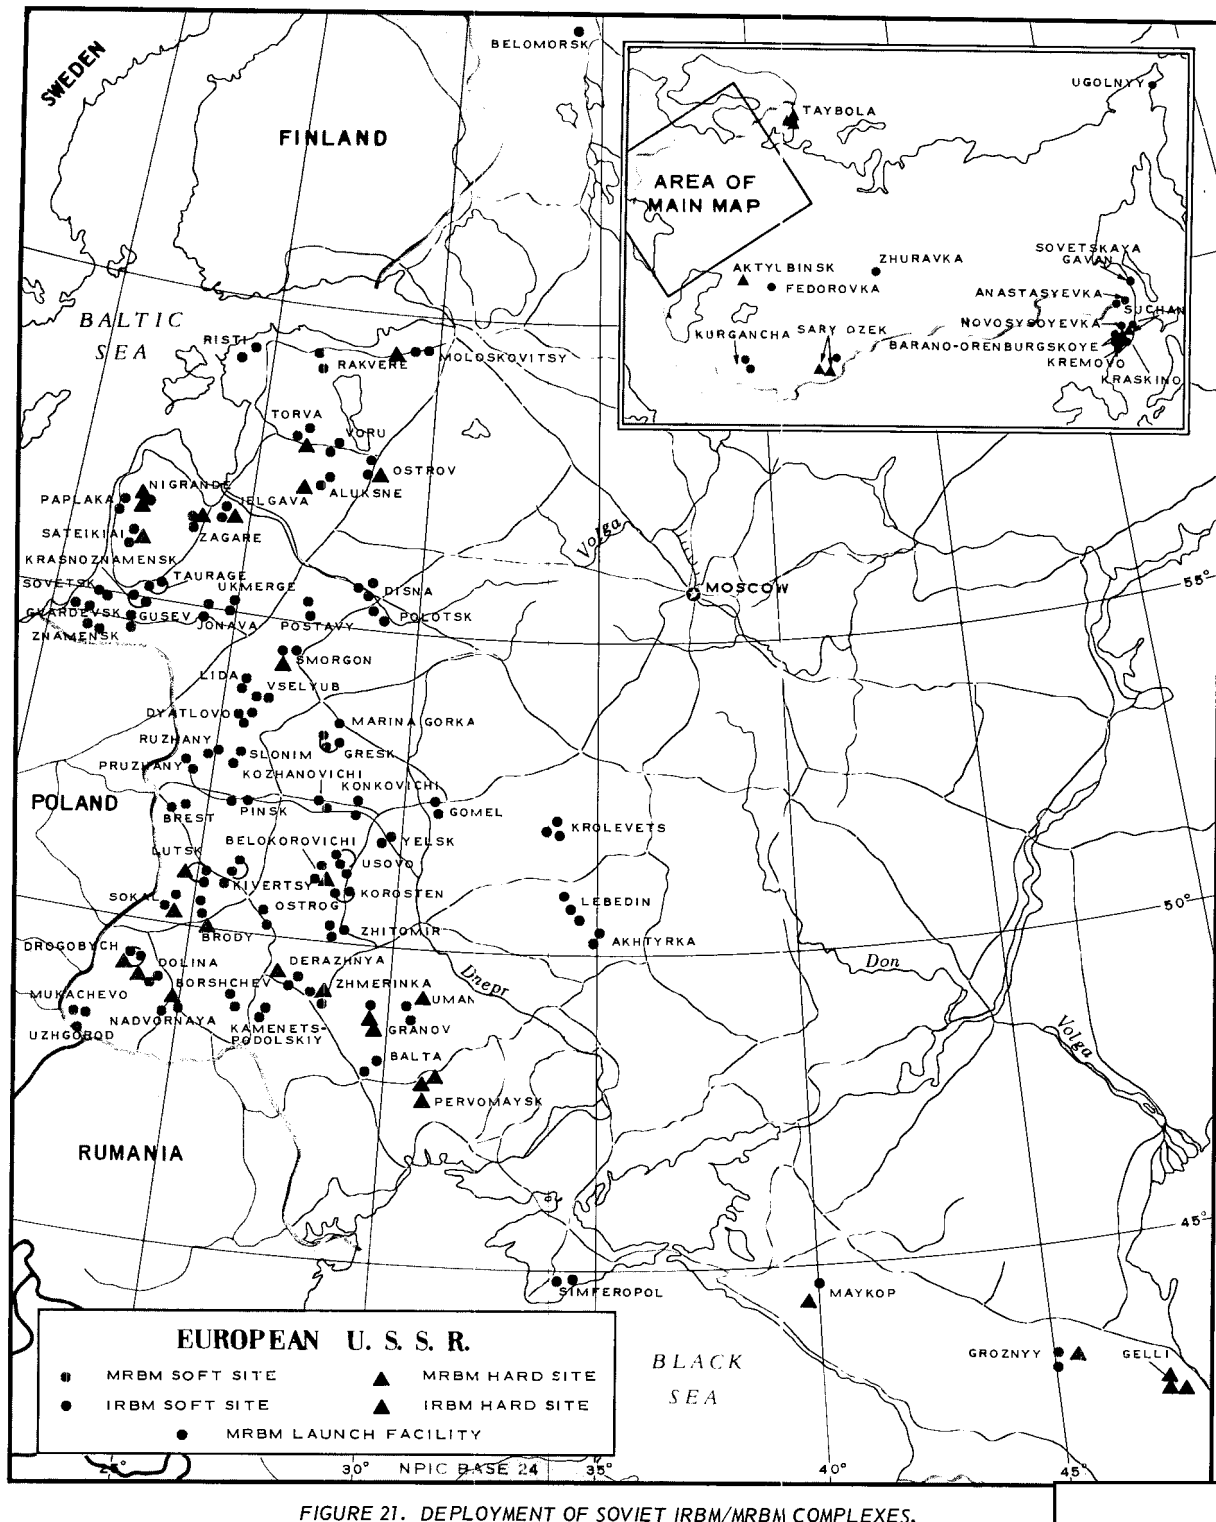 BELOMORSK
SWEDEN
FINLAND
UGOLNYY
TAYBOLA
AREA OF
MAIN MAP
ZHURAVKA
SOVETSKAYA
GAVAN
AKTYLBINSK
FEDOROVKA
ANASTASYEVKA
SUCHAN
KURGANCHA
SARY OZEK
NOVOSYSOYEVKA
BARANO-ORENBURGSKOYE
KREMOVO
KRASKINO
BALTIC
SEA
RISTI
RAKVERE
MOLOSKOVITSY
TORVA
VORU
OSTROV
ALUKSNE
NIGRANDE
PAPLAKA
JELGAVA
SATEIKIAI
ZAGARE
KRASNOZNAMENSK
Volga
SOVETSK
TAURAGE
UKMERGE
DISNA
MOSCOW
55°
GVARDEVSK
GUSEV
JONAVA
POSTAVY
POLOTSK
ZNAMENSK
SMORGON
LIDA
VSELYUB
DYATLOVO
MARINA GORKA
RUZHANY
SLONIM
GRESK
PRUZHANY
KOZHANOVICHI
KONKOVICHI
POLAND
BREST
PINSK
GOMEL
KROLEVETS
BELOKOROVICHI
YELSK
LUTSK
USOVO
KIVERTSY
KOROSTEN
SOKAL
OSTROG
LEBEDIN
50°
BRODY
ZHITOMIR
AKHTYRKA
DROGOBYCH
DOLINA
DERAZHNYA
Don
BORSHCHEV
ZHMERINKA
Dnepr
MUKACHEVO
UMAN
NADVORNAYA
KAMENETS-
PODOLSKIY
GRANOV
Volga
UZHGOROD
BALTA
PERVOMAYSK
RUMANIA
45°
SIMFEROPOL
MAYKOP
EUROPEAN U. S. S. R.
MRBM SOFT SITE
MRBM HARD SITE
IRBM SOFT SITE
IRBM HARD SITE
MRBM LAUNCH FACILITY
BLACK
SEA
GROZNYY
GELLI
25°
30°
NPIC BASE 24
35°
40°
45°
FIGURE 21. DEPLOYMENT OF SOVIET IRBM/MRBM COMPLEXES.